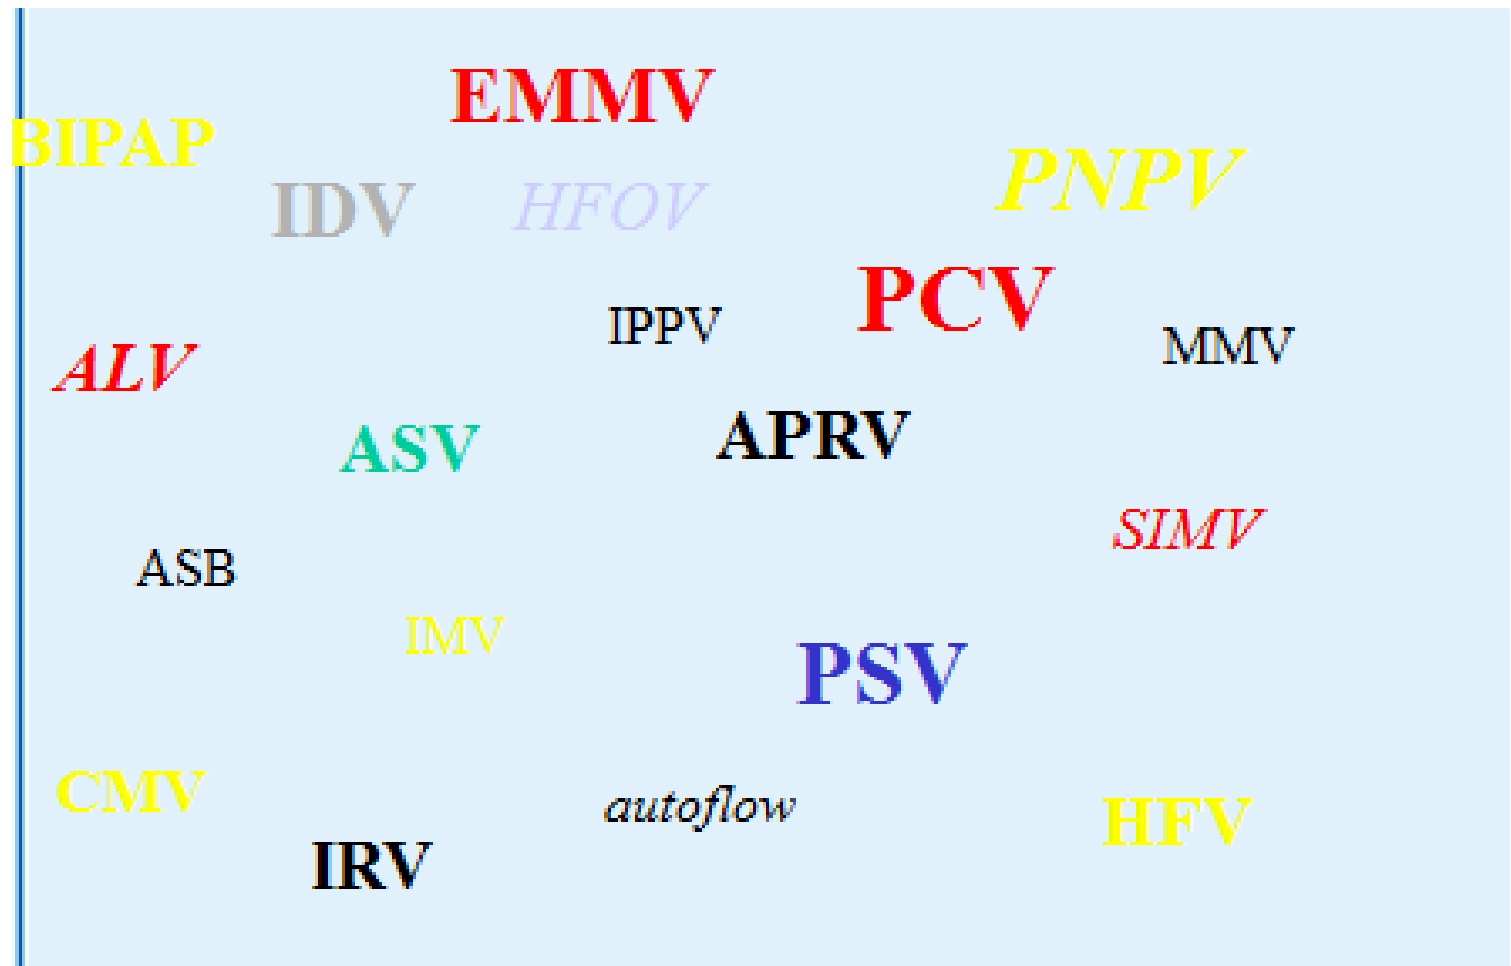 EMMV
BIPAP
PNPV
IDV
HFOV
PCV
IPPV
MMV
ALV
APRV
ASV
SIMV
ASB
IMV
PSV
CMV
autoflow
HFV
IRV